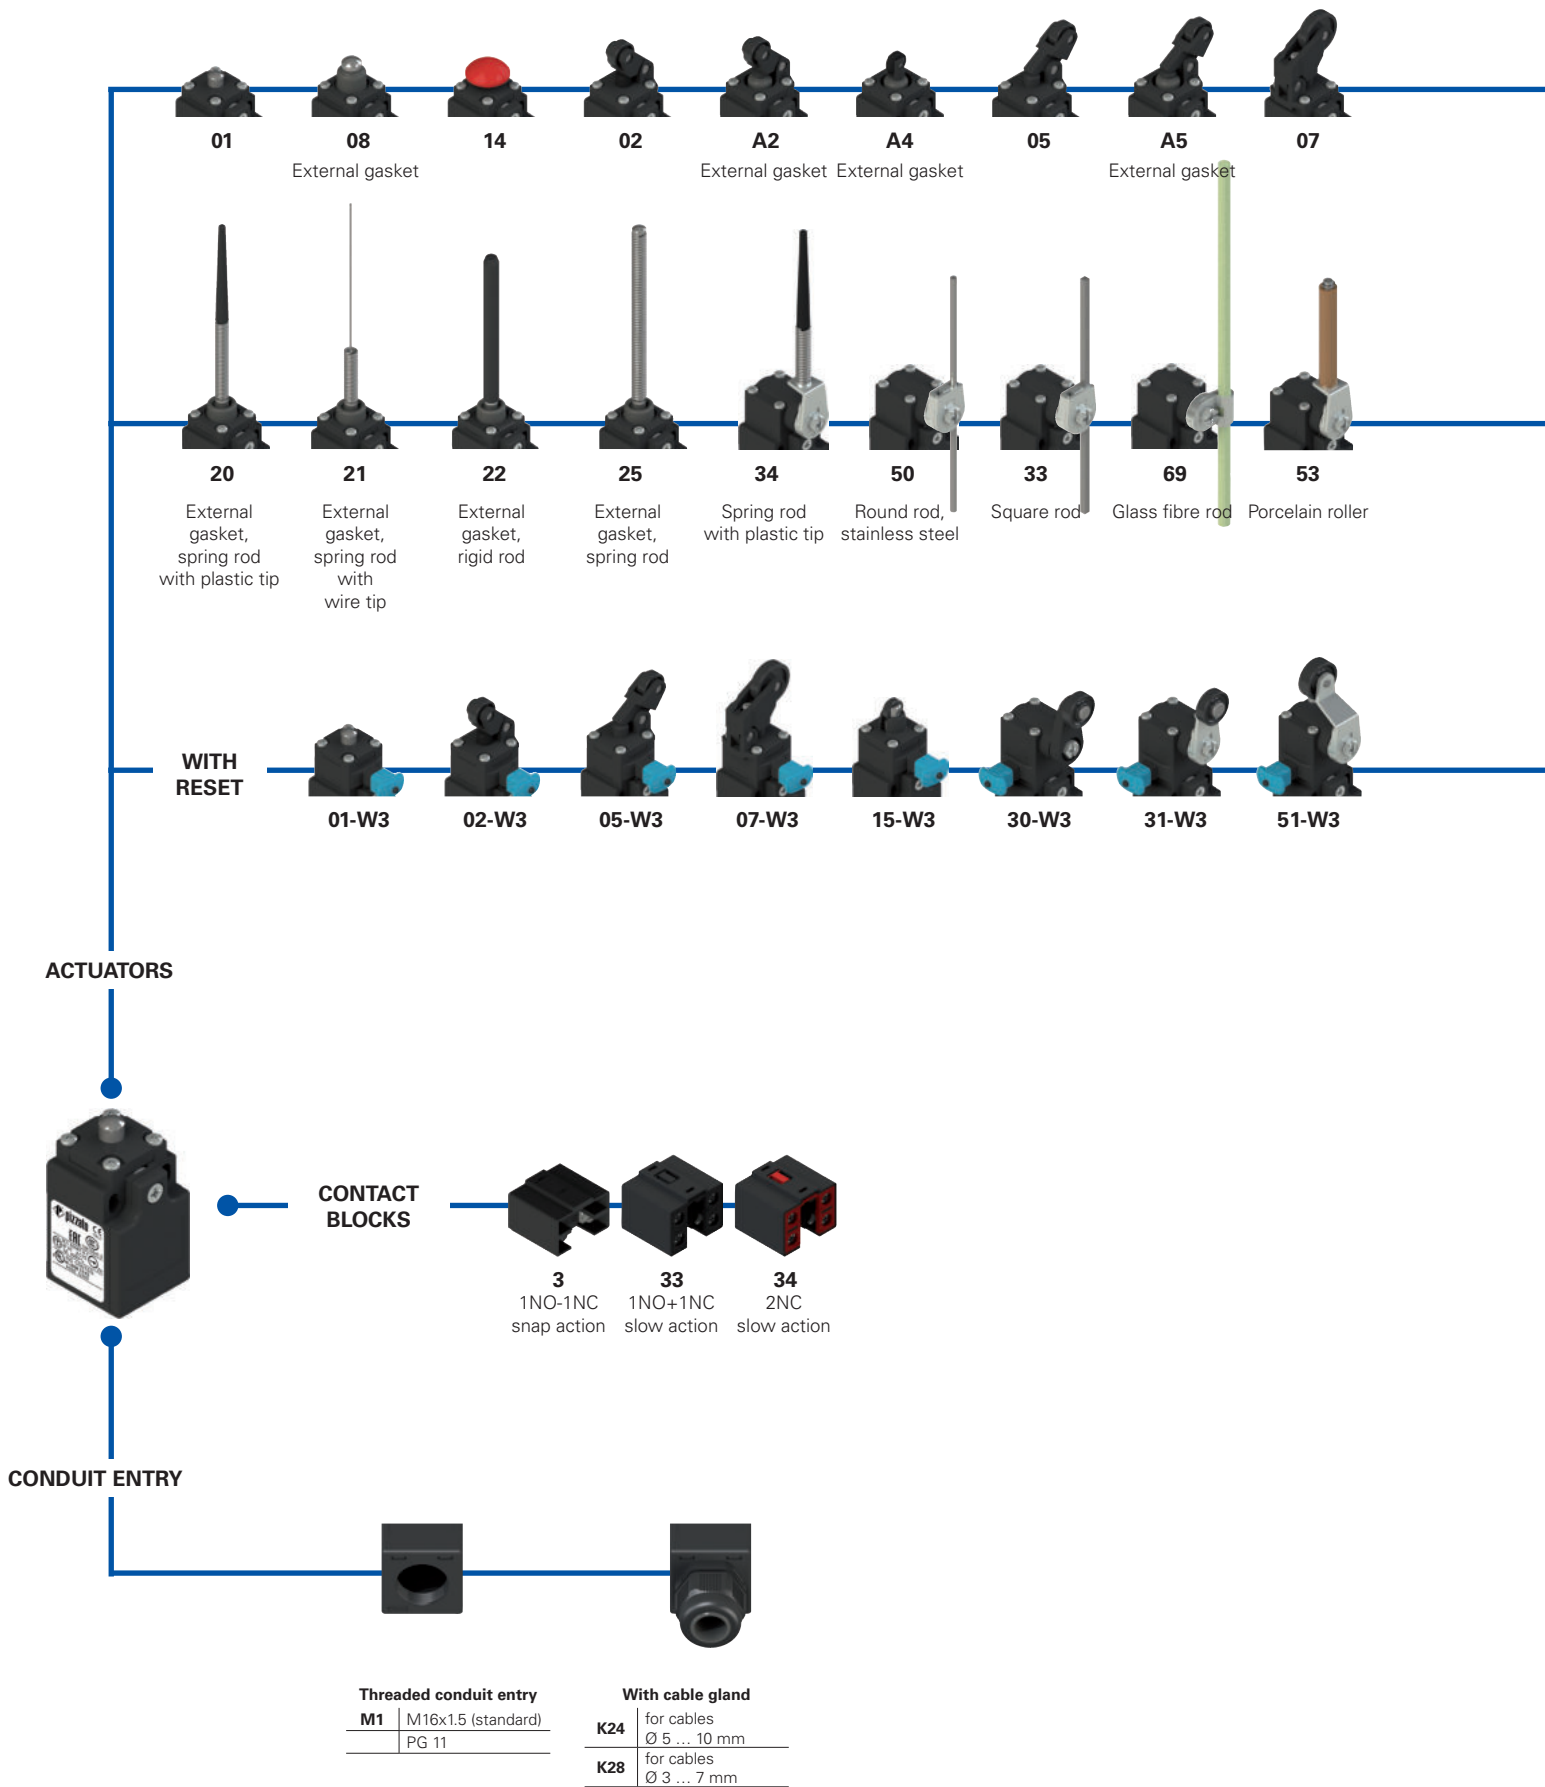 01 08 14 02 A2 A4 05 A5 07
External gasket External gasket External gasket External gasket
20 21 22 25 34 50 33 69 53
External
gasket,
spring rod
with plastic tip
External
gasket,
spring rod
with
wire tip
External
gasket,
rigid rod
External
gasket,
spring rod
Spring rod
with plastic tip
Round rod,
stainless steel
Square rod
Glass fibre rod
Porcelain roller
WITH
RESET
01-W3 02-W3 05-W3 07-W3 15-W3 30-W3 31-W3 51-W3
ACTUATORS
pizzato
EAC
CONTACT
BLOCKS
3
1NO-1NC
snap action
33
1NO+1NC
slow action
34
2NC
slow action
CONDUIT ENTRY
Threaded conduit entry
M1 M16x1.5 (standard)
PG 11
With cable gland
K24 for cables
Ø 5 … 10 mm
K28 for cables
Ø 3 … 7 mm